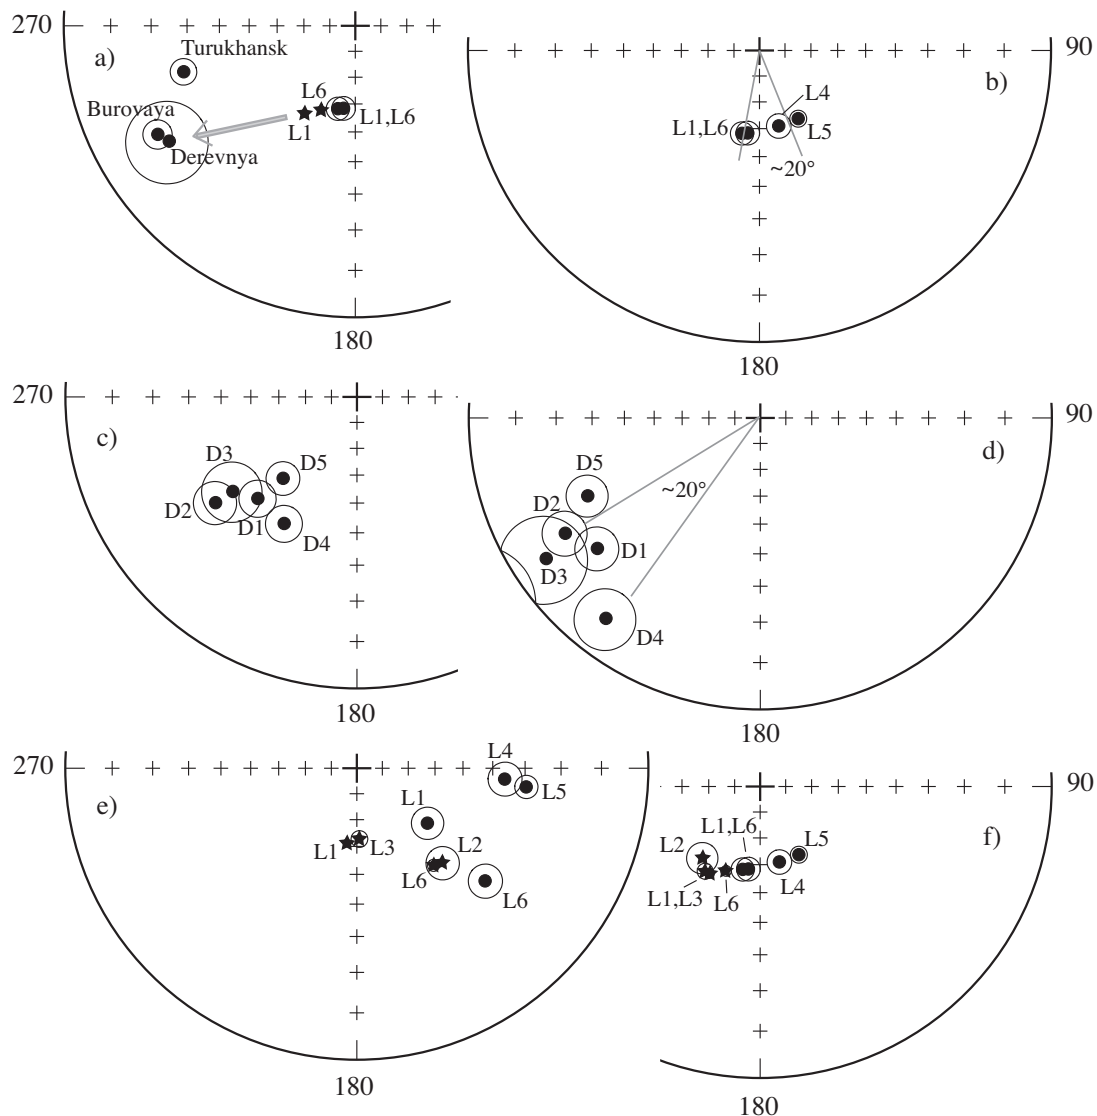 270
a)
Turukhansk
Burovaya
Derevnya
L6
L1
L1,L6
180
90
b)
L4
L1,L6
L5
~20°
180
270
c)
D3
D5
D2
D1
D4
180
90
d)
D5
~20°
D2
D1
D3
D4
180
270
e)
L4
L5
L1
L1
L3
L2
L6
L6
180
90
f)
L1,L6
L5
L2
L4
L1,L3
L6
180